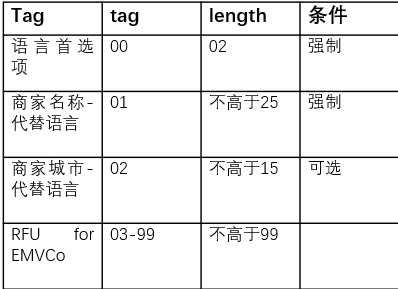 Tag tag length 条件
语言首选 00 02 强制
项
商家名称- 01 不高于25 强制
代替语言
商家城市- 02 不高于15 可选
代替语言
RFU for 03-99 不高于99
EMVCo